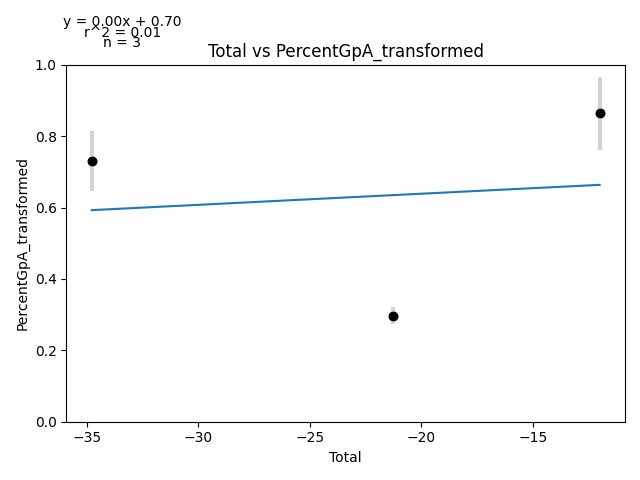 y = 0.00x + 0.70
r^2 = 0.01
n = 3
Total vs PercentGpA_transformed
PercentGpA_transformed
1.0
0.8
0.6
0.4
0.2
0.0
−35
−30
−25
−20
−15
Total